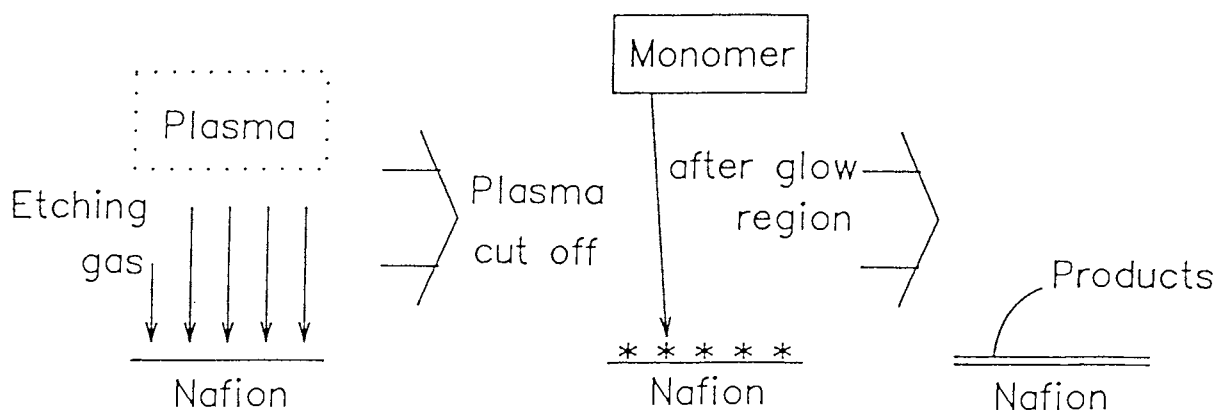 Plasma
Etching
gas
Nafion
Plasma
cut off
Monomer
after glow
region
* * * * *
Nafion
Products
Nafion